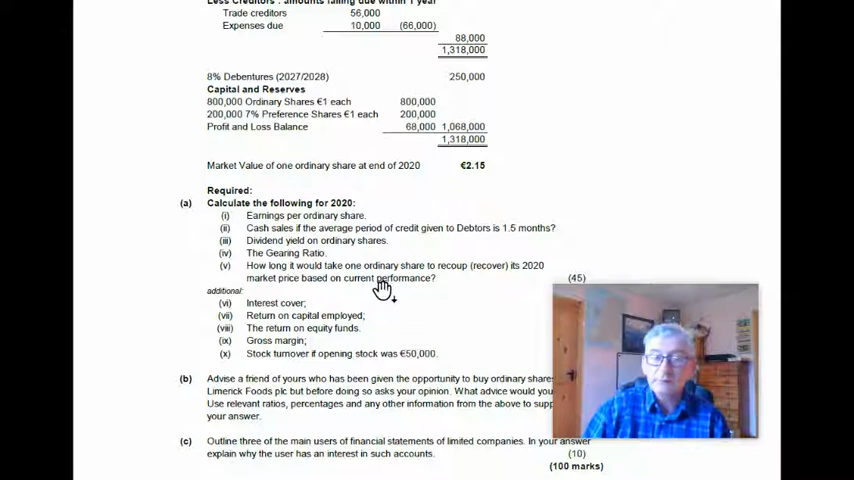 Less Creditors : amounts falling due within 1 year
Trade creditors 56,000
Expenses due 10,000 (66,000)
88,000
1,318,000
8% Debentures (2027/2028) 250,000
Capital and Reserves
800,000 Ordinary Shares €1 each 800,000
200,000 7% Preference Shares €1 each 200,000
Profit and Loss Balance 68,000 1,068,000
1,318,000
Market Value of one ordinary share at end of 2020 €2.15
Required:
(a) Calculate the following for 2020:
(i) Earnings per ordinary share.
(ii) Cash sales if the average period of credit given to Debtors is 1.5 months?
(iii) Dividend yield on ordinary shares.
(iv) The Gearing Ratio.
(v) How long it would take one ordinary share to recoup (recover) its 2020
market price based on current performance? (45)
additional:
(vi) Interest cover;
(vii) Return on capital employed;
(viii) The return on equity funds.
(ix) Gross margin;
(x) Stock turnover if opening stock was €50,000.
(b) Advise a friend of yours who has been given the opportunity to buy ordinary shares
Limerick Foods plc but before doing so asks your opinion. What advice would you
Use relevant ratios, percentages and any other information from the above to supp
your answer.
(c) Outline three of the main users of financial statements of limited companies. In your answer
explain why the user has an interest in such accounts. (10)
(100 marks)